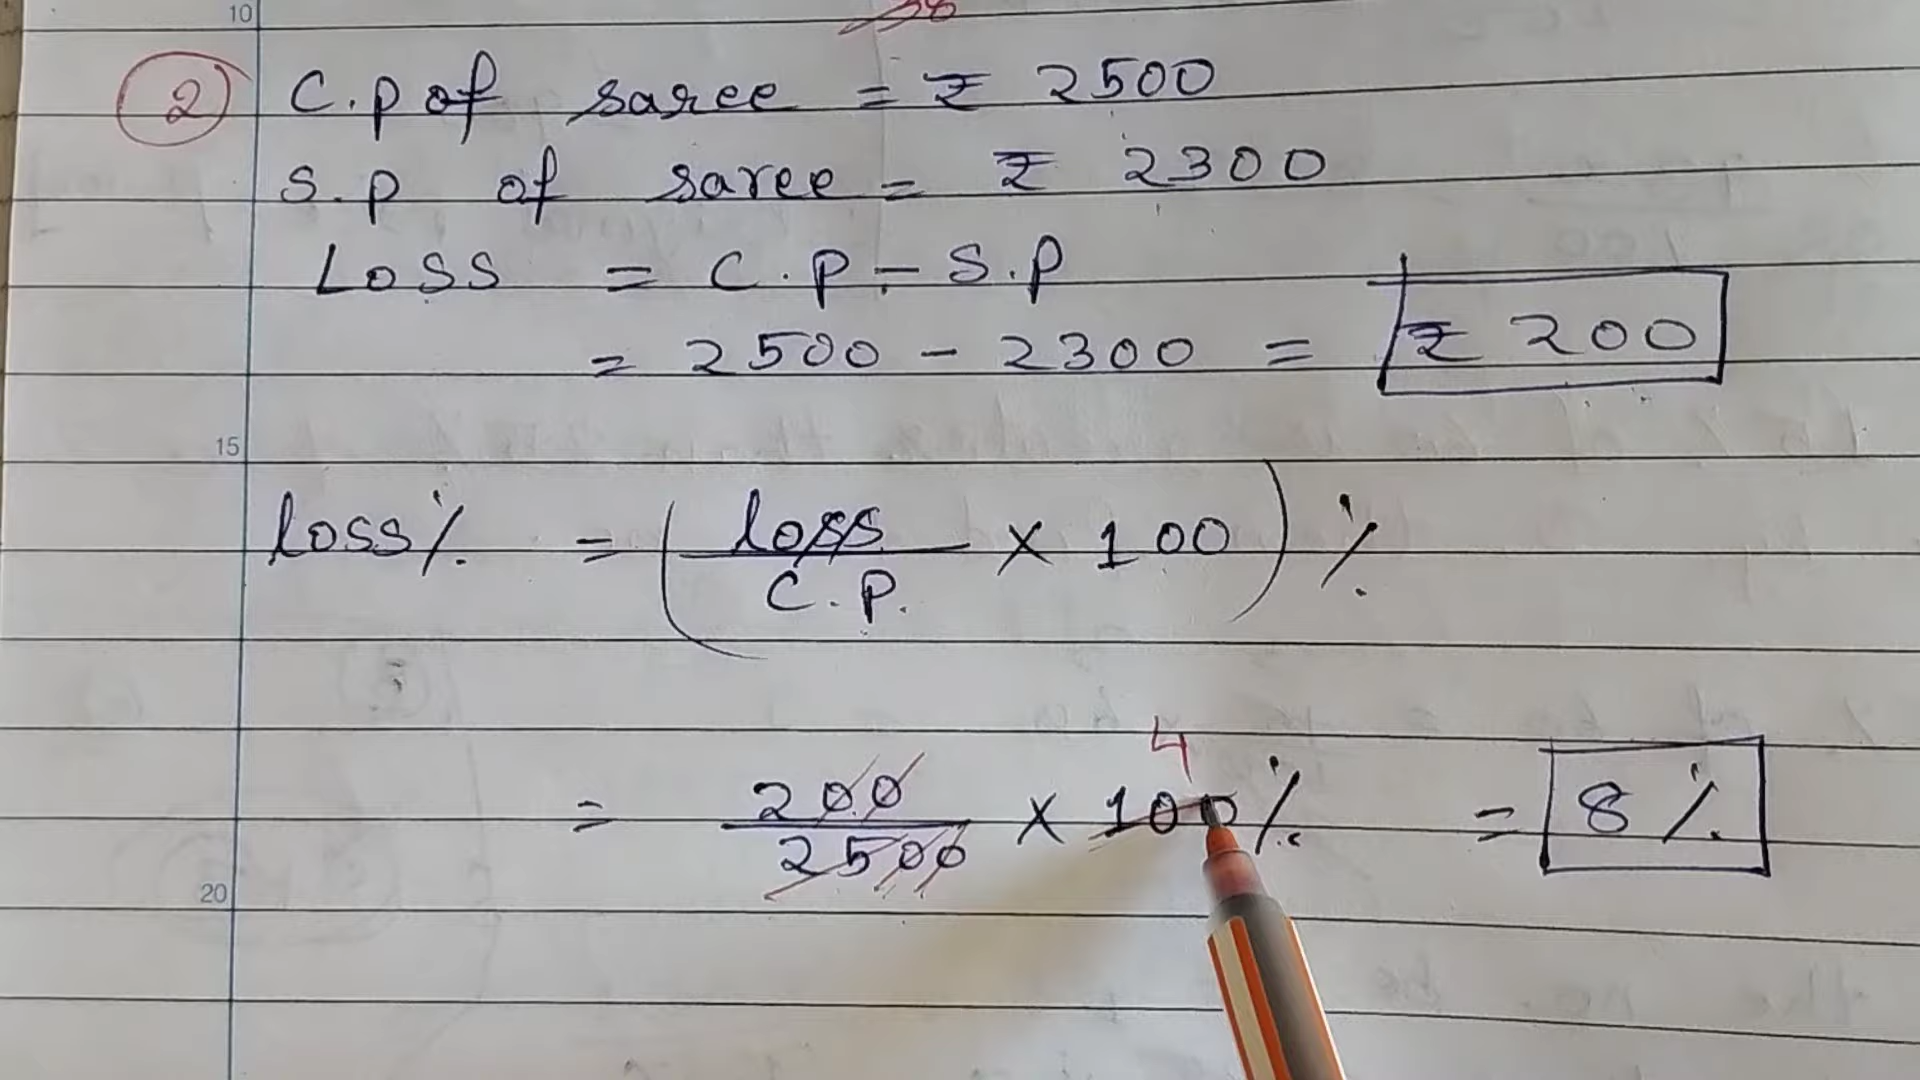 10
② C.P of saree = ₹ 2500
S.P of saree = ₹ 2300
Loss = C.P - S.P
= 2500 - 2300 = ₹ 200
15
loss% = (loss/C.P. × 100) %
4
= 200/2500 × 100% = 8 %
20